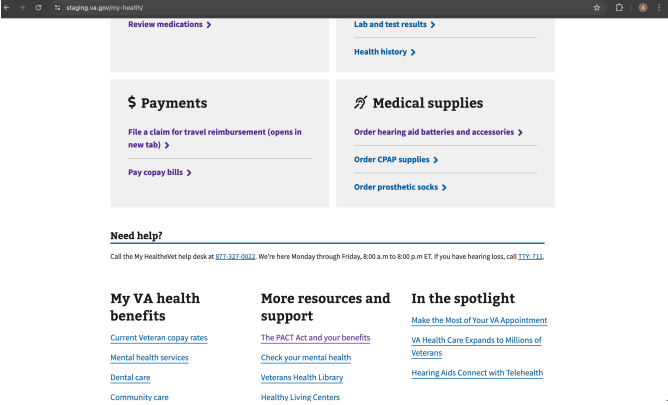 staging.va.gov/my-health/
Review medications
Lab and test results
Health history
Payments
File a claim for travel reimbursement (opens in
new tab)
Pay copay bills
Medical supplies
Order hearing aid batteries and accessories
Order CPAP supplies
Order prosthetic socks
Need help?
Call the My HealtheVet help desk at 877-327-0022. We're here Monday through Friday, 8:00 a.m to 8:00 p.m ET. If you have hearing loss, call TTY: 711.
My VA health
benefits
Current Veteran copay rates
Mental health services
Dental care
Community care
More resources and
support
The PACT Act and your benefits
Check your mental health
Veterans Health Library
Healthy Living Centers
In the spotlight
Make the Most of Your VA Appointment
VA Health Care Expands to Millions of
Veterans
Hearing Aids Connect with Telehealth